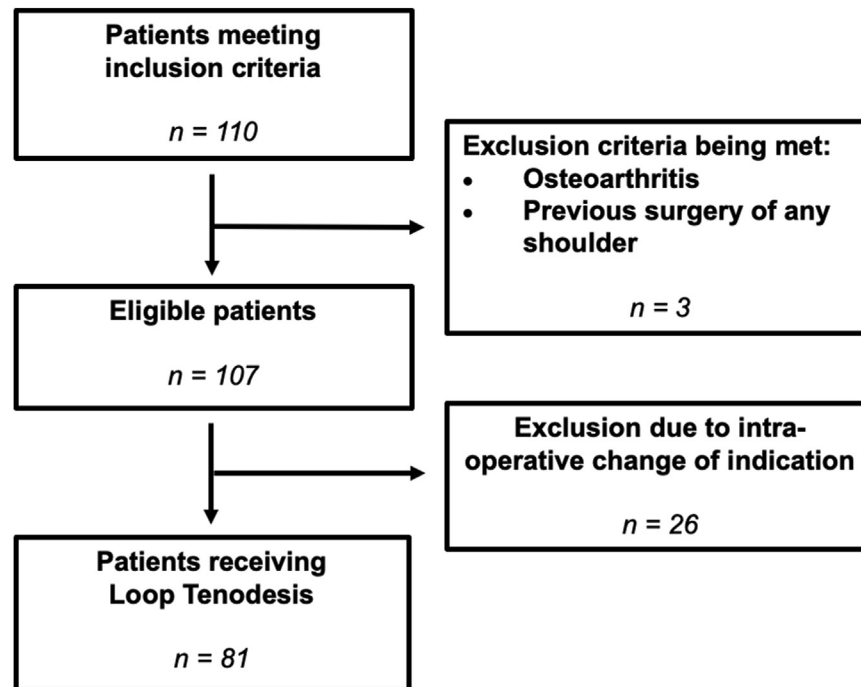 Patients meeting
inclusion criteria
n = 110
Exclusion criteria being met:
• Osteoarthritis
• Previous surgery of any
shoulder
n = 3
Eligible patients
n = 107
Exclusion due to intra-
operative change of indication
n = 26
Patients receiving
Loop Tenodesis
n = 81